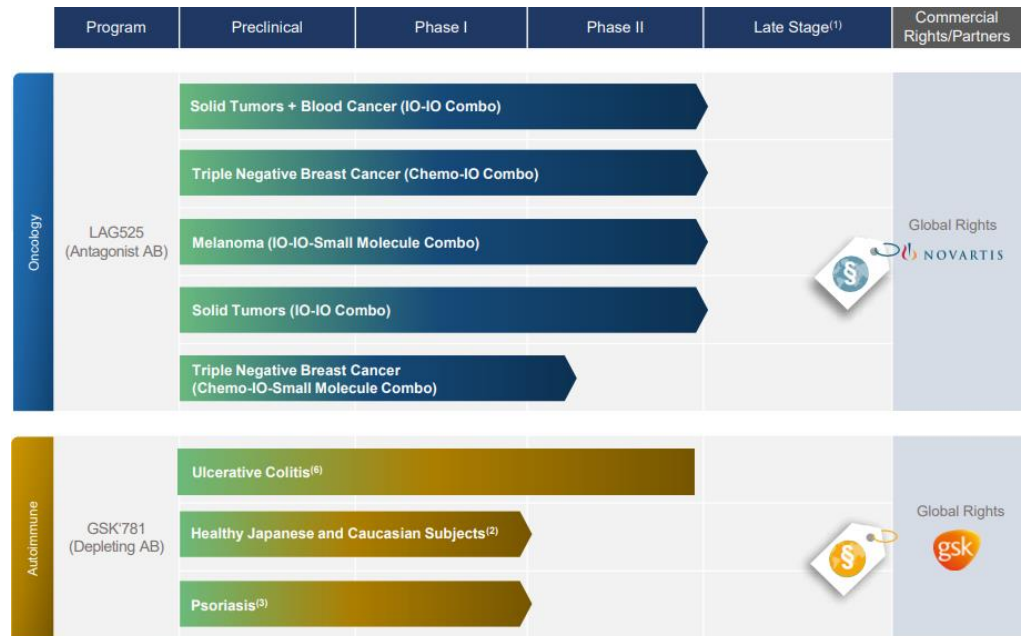 Program
Preclinical
Phase I
Phase II
Late Stage(1)
Commercial
Rights/Partners
Oncology
LAG525
(Antagonist AB)
Solid Tumors + Blood Cancer (IO-IO Combo)
Triple Negative Breast Cancer (Chemo-IO Combo)
Melanoma (IO-IO-Small Molecule Combo)
Solid Tumors (IO-IO Combo)
Triple Negative Breast Cancer
(Chemo-IO-Small Molecule Combo)
§
Global Rights
NOVARTIS
Autoimmune
GSK'781
(Depleting AB)
Ulcerative Colitis(6)
Healthy Japanese and Caucasian Subjects(2)
Psoriasis(3)
§
Global Rights
gsk